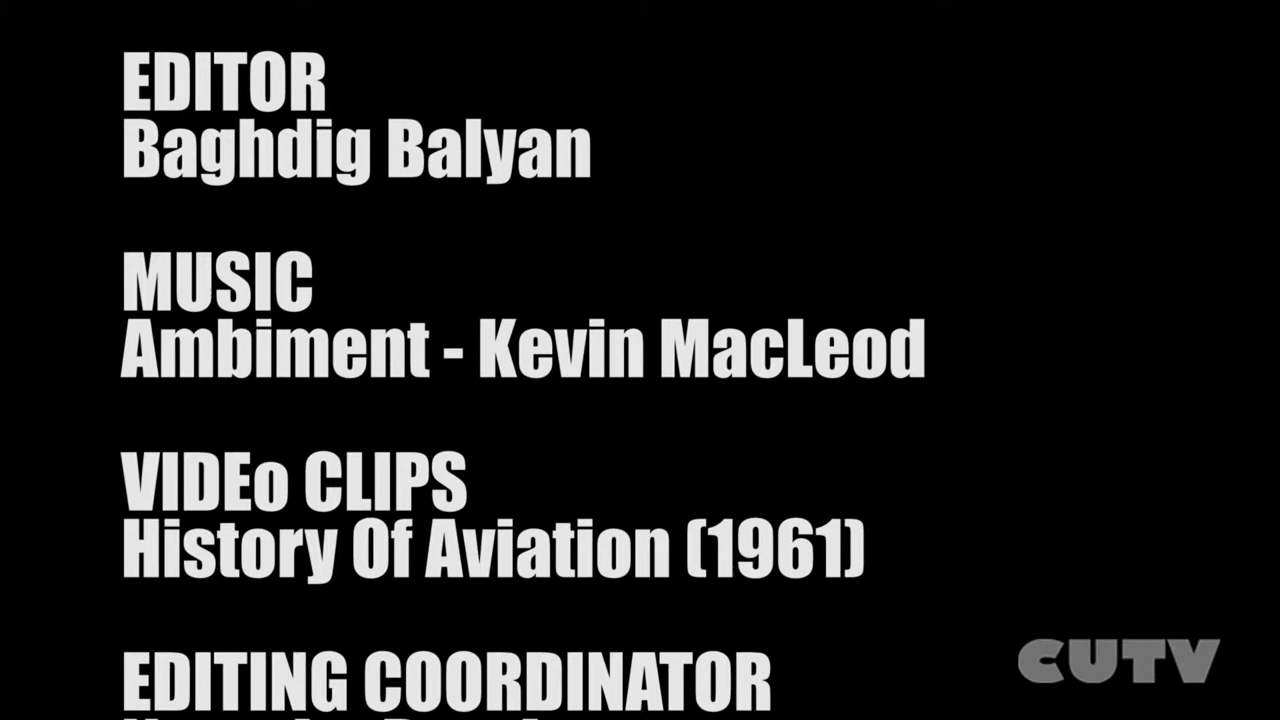 EDITOR
Baghdig Balyan
MUSIC
Ambiment - Kevin MacLeod
VIDEo CLIPS
History Of Aviation (1961)
EDITING COORDINATOR
CUTV